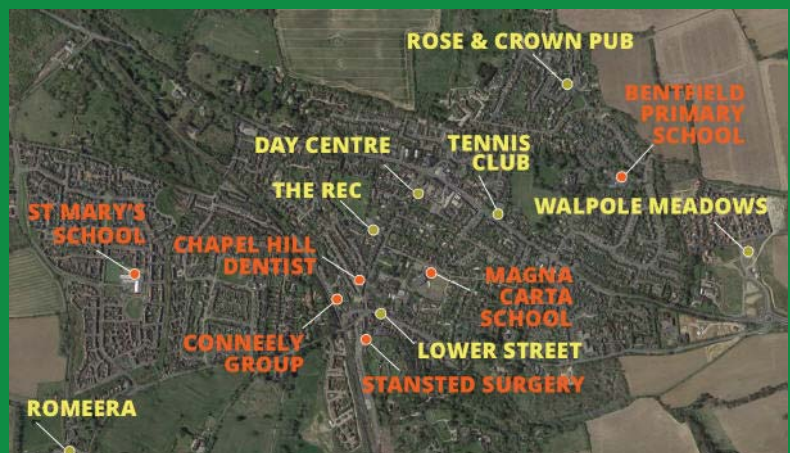 ROSE & CROWN PUB
BENTFIELD
PRIMARY
SCHOOL
DAY CENTRE
TENNIS
CLUB
THE REC
WALPOLE MEADOWS
ST MARY'S
SCHOOL
CHAPEL HILL
DENTIST
MAGNA
CARTA
SCHOOL
CONNEELY
GROUP
LOWER STREET
STANSTED SURGERY
ROMEERA